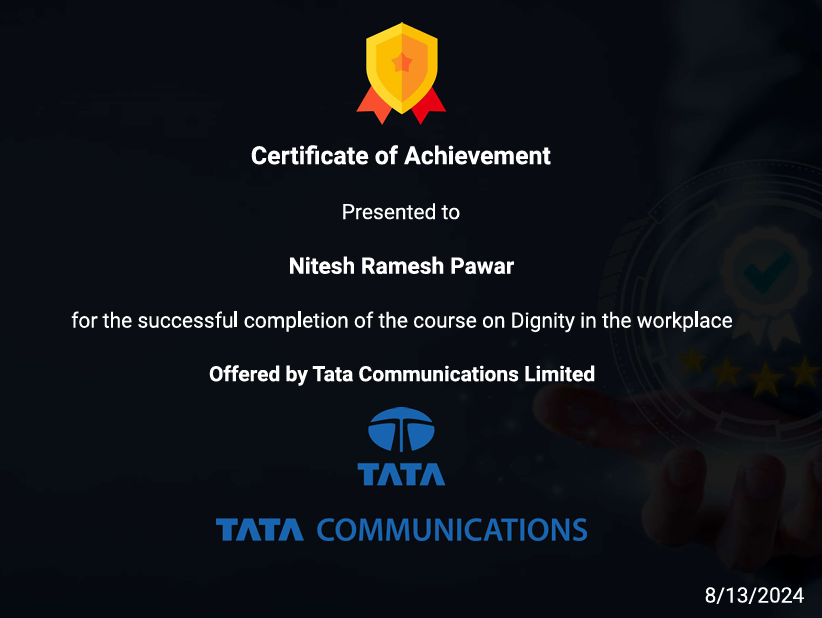 Certificate of Achievement
Presented to
Nitesh Ramesh Pawar
for the successful completion of the course on Dignity in the workplace
Offered by Tata Communications Limited
TATA
TATA COMMUNICATIONS
8/13/2024